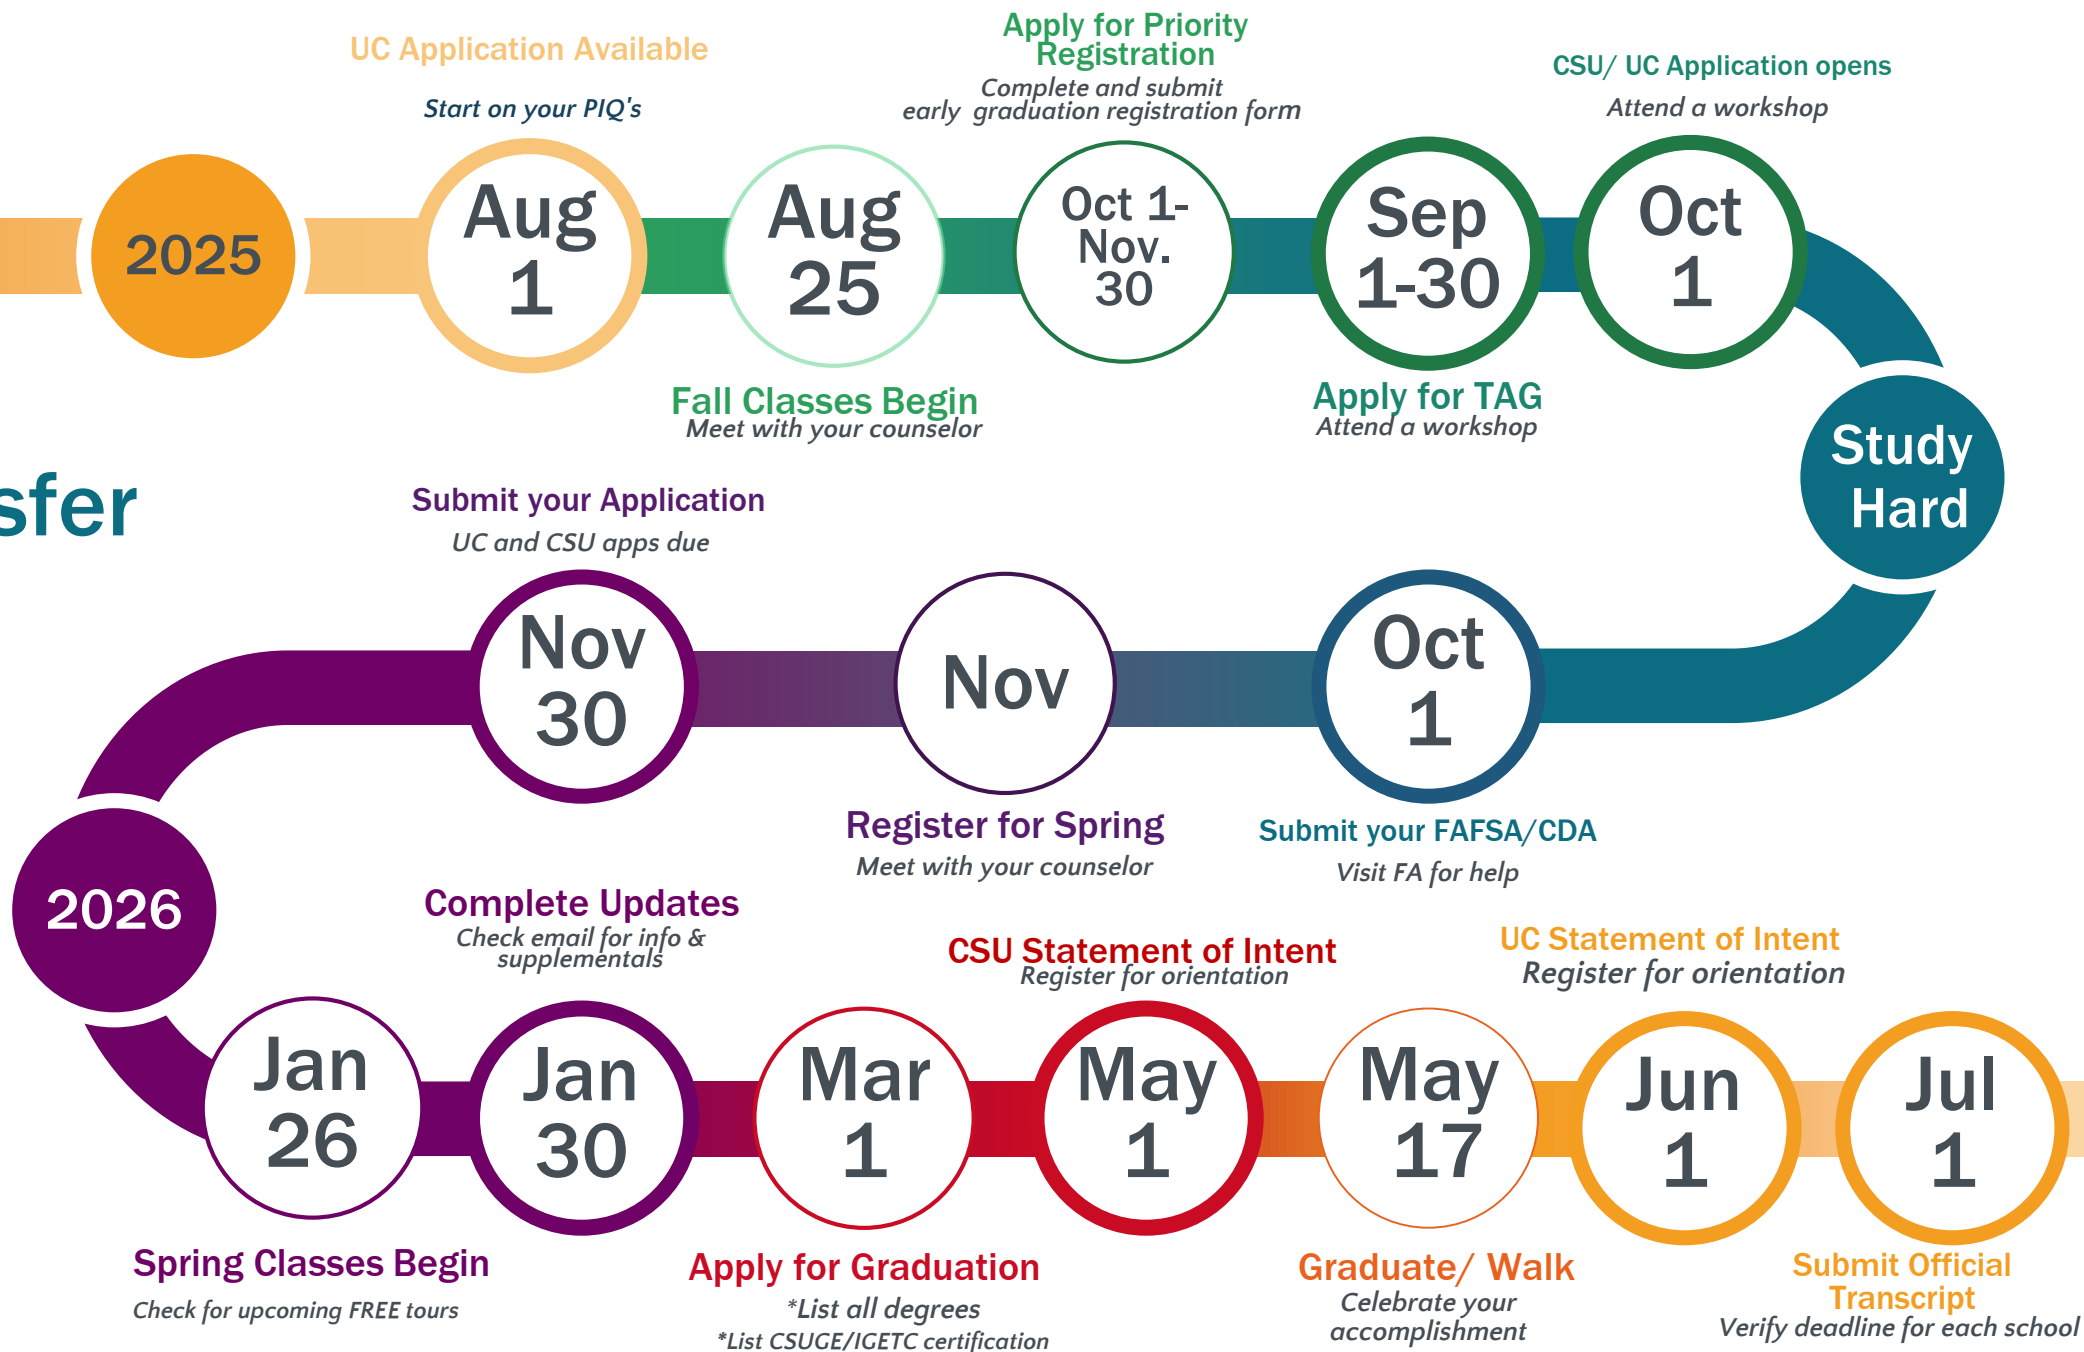 2025
UC Application Available
Start on your PIQ's
Aug
1
Aug
25
Fall Classes Begin
Meet with your counselor
Apply for Priority
Registration
Complete and submit
early graduation registration form
Oct 1-
Nov.
30
Sep
1-30
Apply for TAG
Attend a workshop
CSU/ UC Application opens
Attend a workshop
Oct
1
Study
Hard
sfer
Oct
1
Submit your FAFSA/CDA
Visit FA for help
Nov
Register for Spring
Meet with your counselor
Submit your Application
UC and CSU apps due
Nov
30
2026
Jan
26
Spring Classes Begin
Check for upcoming FREE tours
Complete Updates
Check email for info &
supplementals
Jan
30
Mar
1
Apply for Graduation
*List all degrees
*List CSUGE/IGETC certification
CSU Statement of Intent
Register for orientation
May
1
May
17
Graduate/ Walk
Celebrate your
accomplishment
UC Statement of Intent
Register for orientation
Jun
1
Jul
1
Submit Official
Transcript
Verify deadline for each school